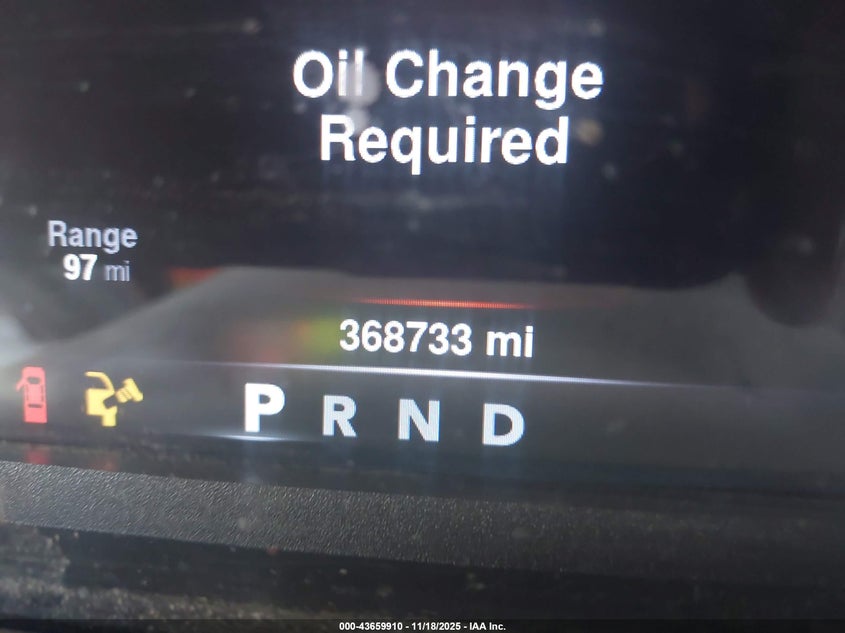 Oil Change
Required
Range
97 mi
368733 mi
P R N D
000-43659910 - 11/18/2025 - IAA Inc.